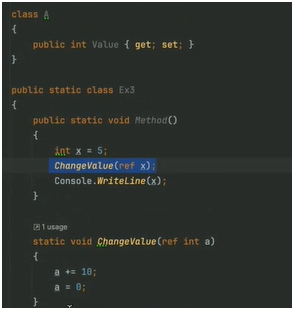 class A
{
public int Value { get; set; }
}
public static class Ex3
{
public static void Method()
{
int x = 5;
ChangeValue(ref x);
Console.WriteLine(x);
}
1 usage
static void ChangeValue(ref int a)
{
a += 10;
a = 0;
}